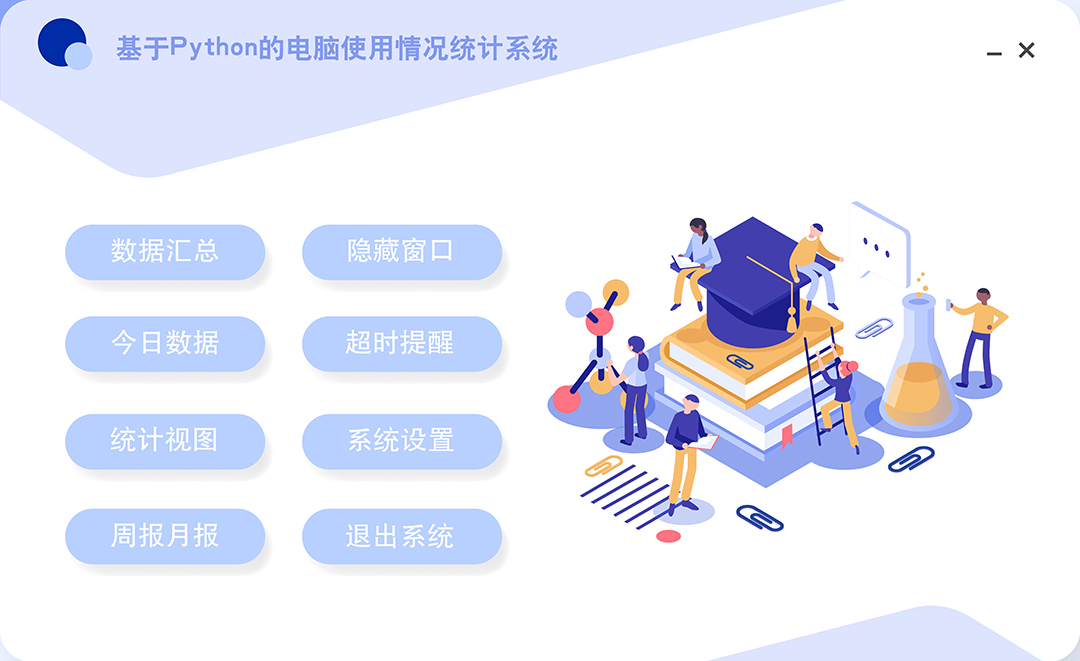 基于Python的电脑使用情况统计系统
数据汇总
隐藏窗口
今日数据
超时提醒
统计视图
系统设置
周报月报
退出系统